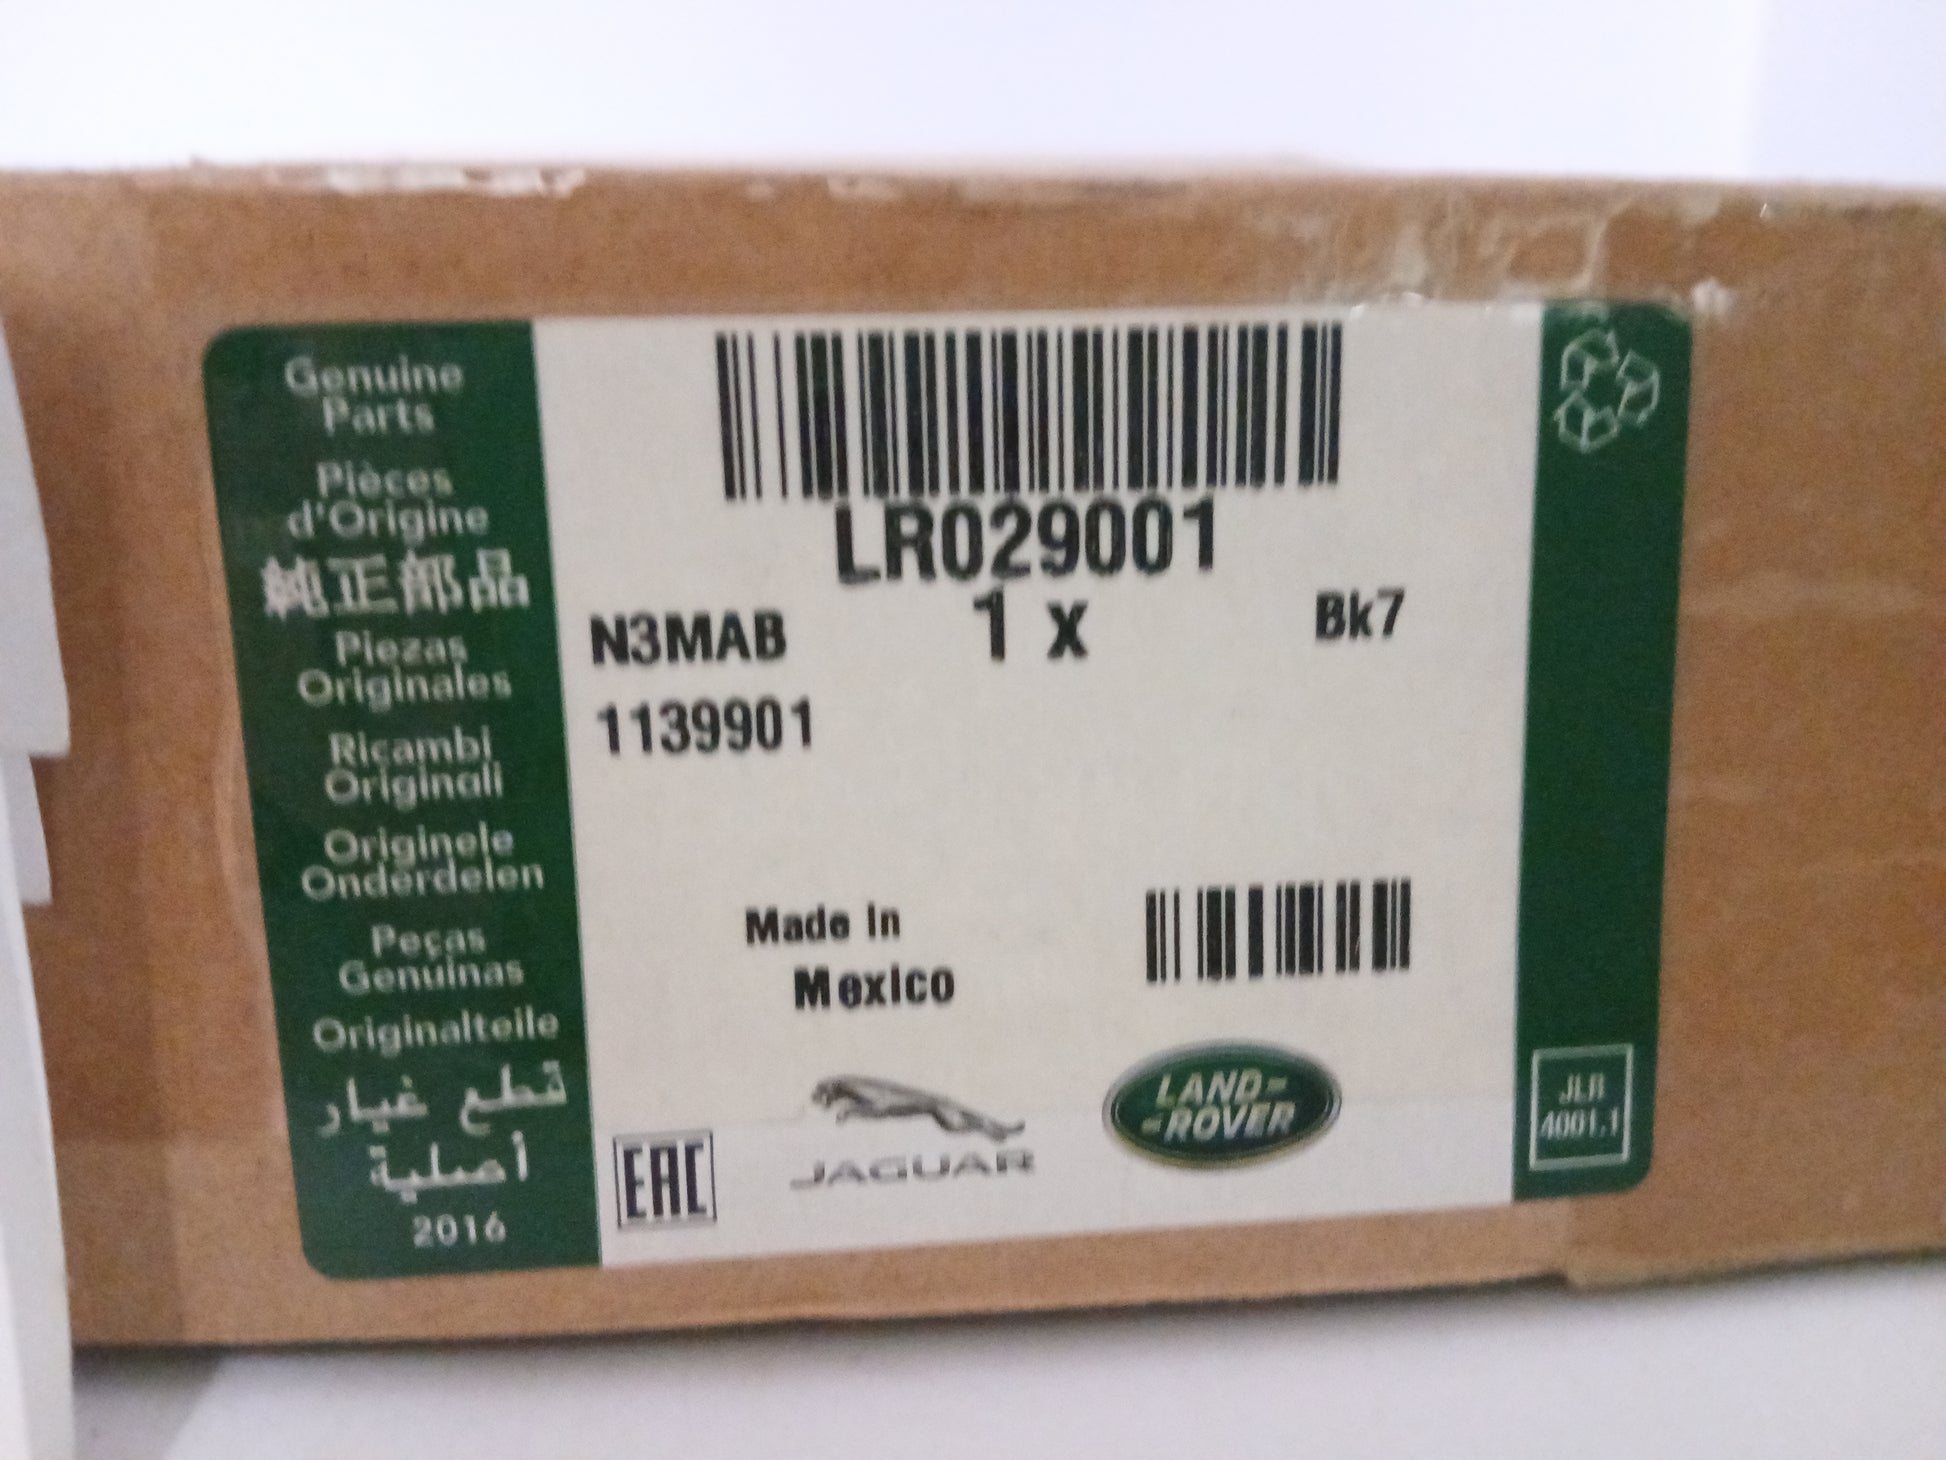 Genuine
Parts
Pièces
d'Origine
純正部品
Piezas
Originales
Ricambi
Originali
Originele
Onderdelen
Peças
Genuínas
Originalteile
قطع غيار
أصلية
2016
LR029001
N3MAB
1 x
Bk7
1139901
Made in
Mexico
EAC
JAGUAR
LAND-
-ROVER
JLR
4001.1